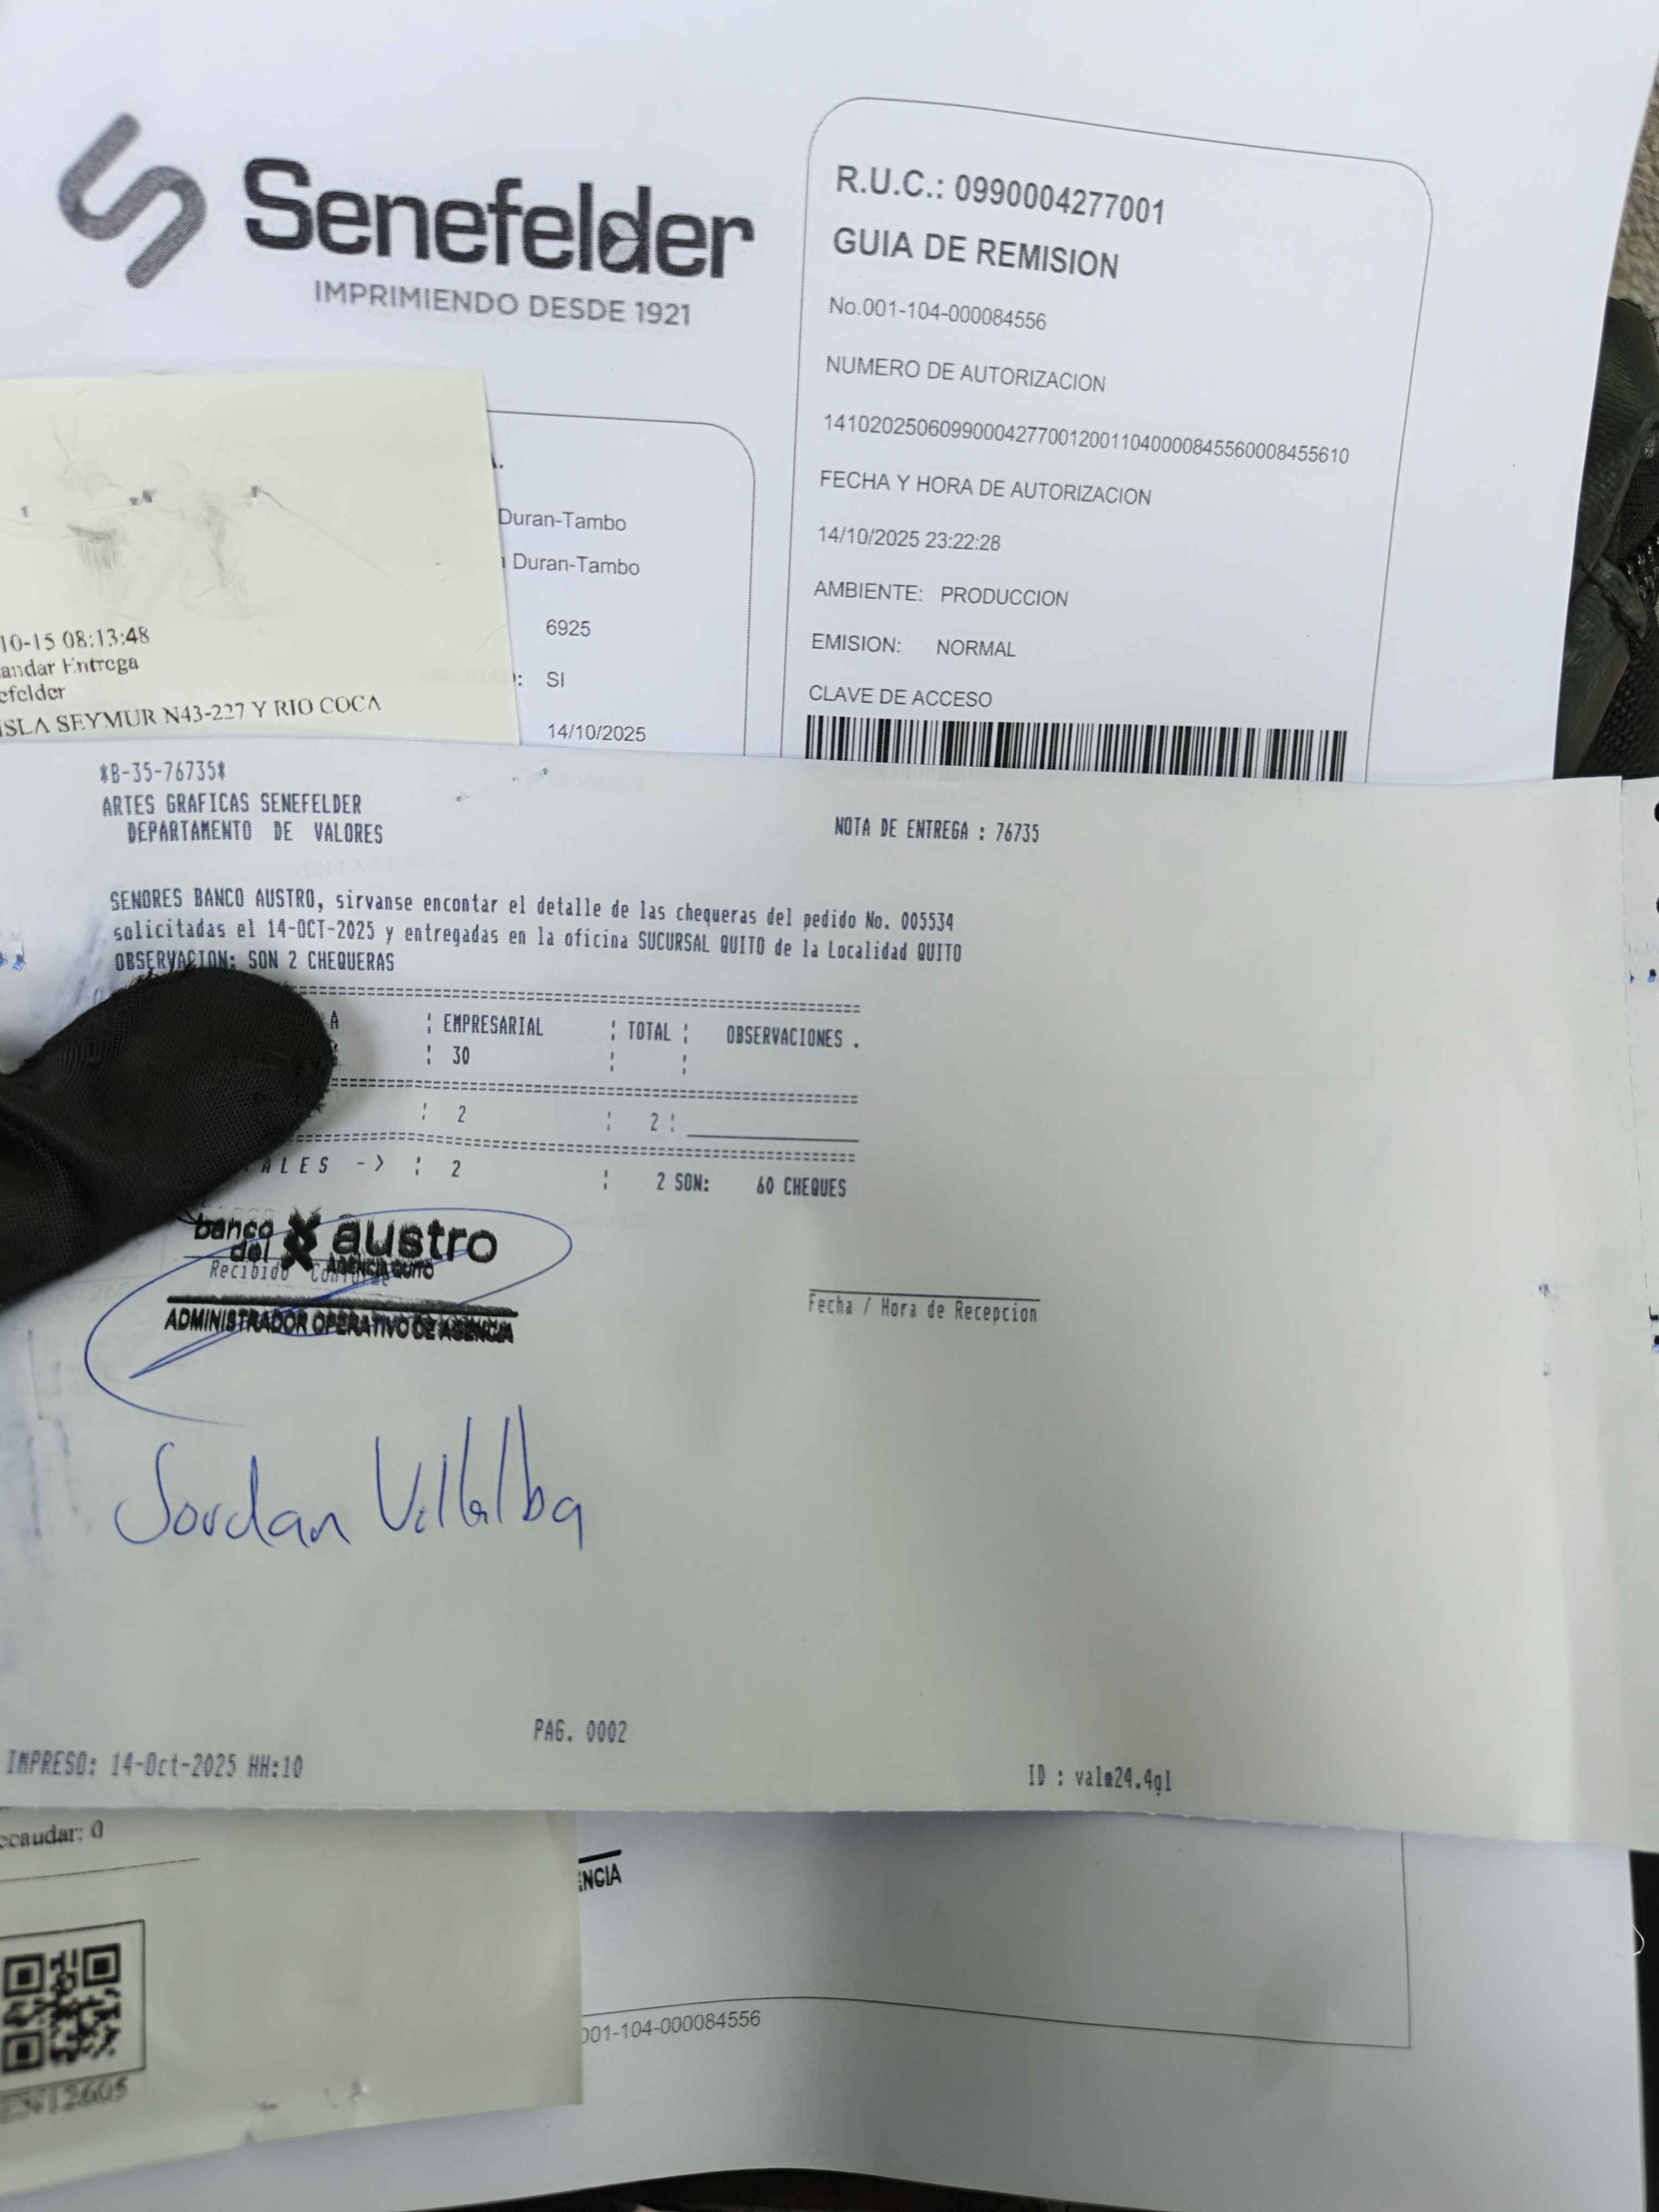 Senefelder
IMPRIMIENDO DESDE 1921
R.U.C.: 0990004277001
GUIA DE REMISION
No.001-104-000084556
NUMERO DE AUTORIZACION
1410202506099000427700120011040000845560008455610
FECHA Y HORA DE AUTORIZACION
14/10/2025 23:22:28
AMBIENTE: PRODUCCION
EMISION: NORMAL
CLAVE DE ACCESO
Duran-Tambo
Duran-Tambo
6925
: SI
14/10/2025
10-15 08:13:48
andar Entrega
efelder
ISLA SEYMUR N43-227 Y RIO COCA
*B-35-76735*
ARTES GRAFICAS SENEFELDER
DEPARTAMENTO DE VALORES
NOTA DE ENTREGA : 76735
SENORES BANCO AUSTRO, sirvanse encontar el detalle de las chequeras del pedido No. 005534
solicitadas el 14-OCT-2025 y entregadas en la oficina SUCURSAL QUITO de la Localidad QUITO
OBSERVACION: SON 2 CHEQUERAS
A ¦ EMPRESARIAL ¦ TOTAL ¦ OBSERVACIONES .
¦ 30 ¦ ¦
¦ 2 ¦ 2 ¦
ALES -> ¦ 2 ¦ 2 SON: 60 CHEQUES
banco del austro
AGENCIA QUITO
Recibido Conforme
ADMINISTRADOR OPERATIVO DE AGENCIA
Fecha / Hora de Recepcion
Jordan Villalba
PAG. 0002
IMPRESO: 14-Oct-2025 HH:10
ID : valm24.4gl
ecaudar: 0
ENCIA
001-104-000084556
EN12605